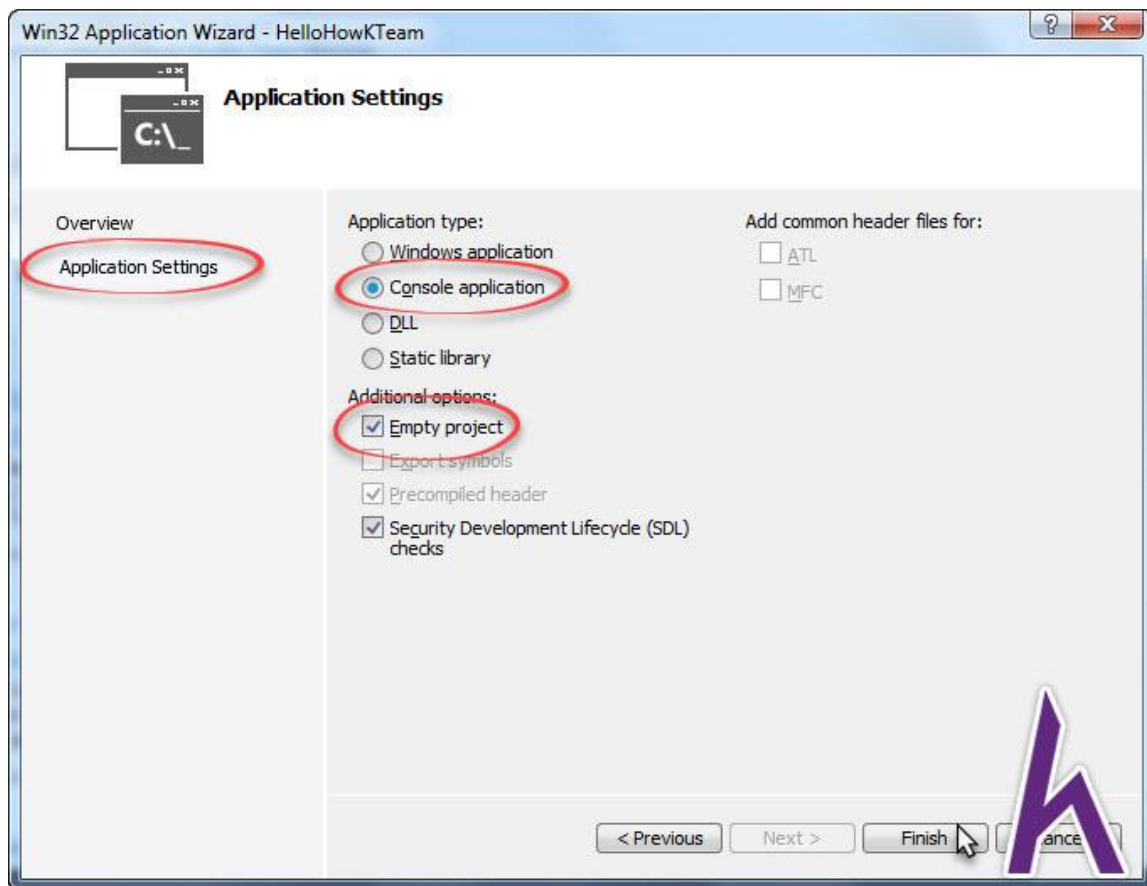 Win32 Application Wizard - HelloHowKTeam
C:\_
Application Settings
Overview
Application Settings
Application type:
Windows application
Console application
DLL
Static library
Additional options:
Empty project
Export symbols
Precompiled header
Security Development Lifecycle (SDL)
checks
Add common header files for:
ATL
MFC
< Previous
Next >
Finish